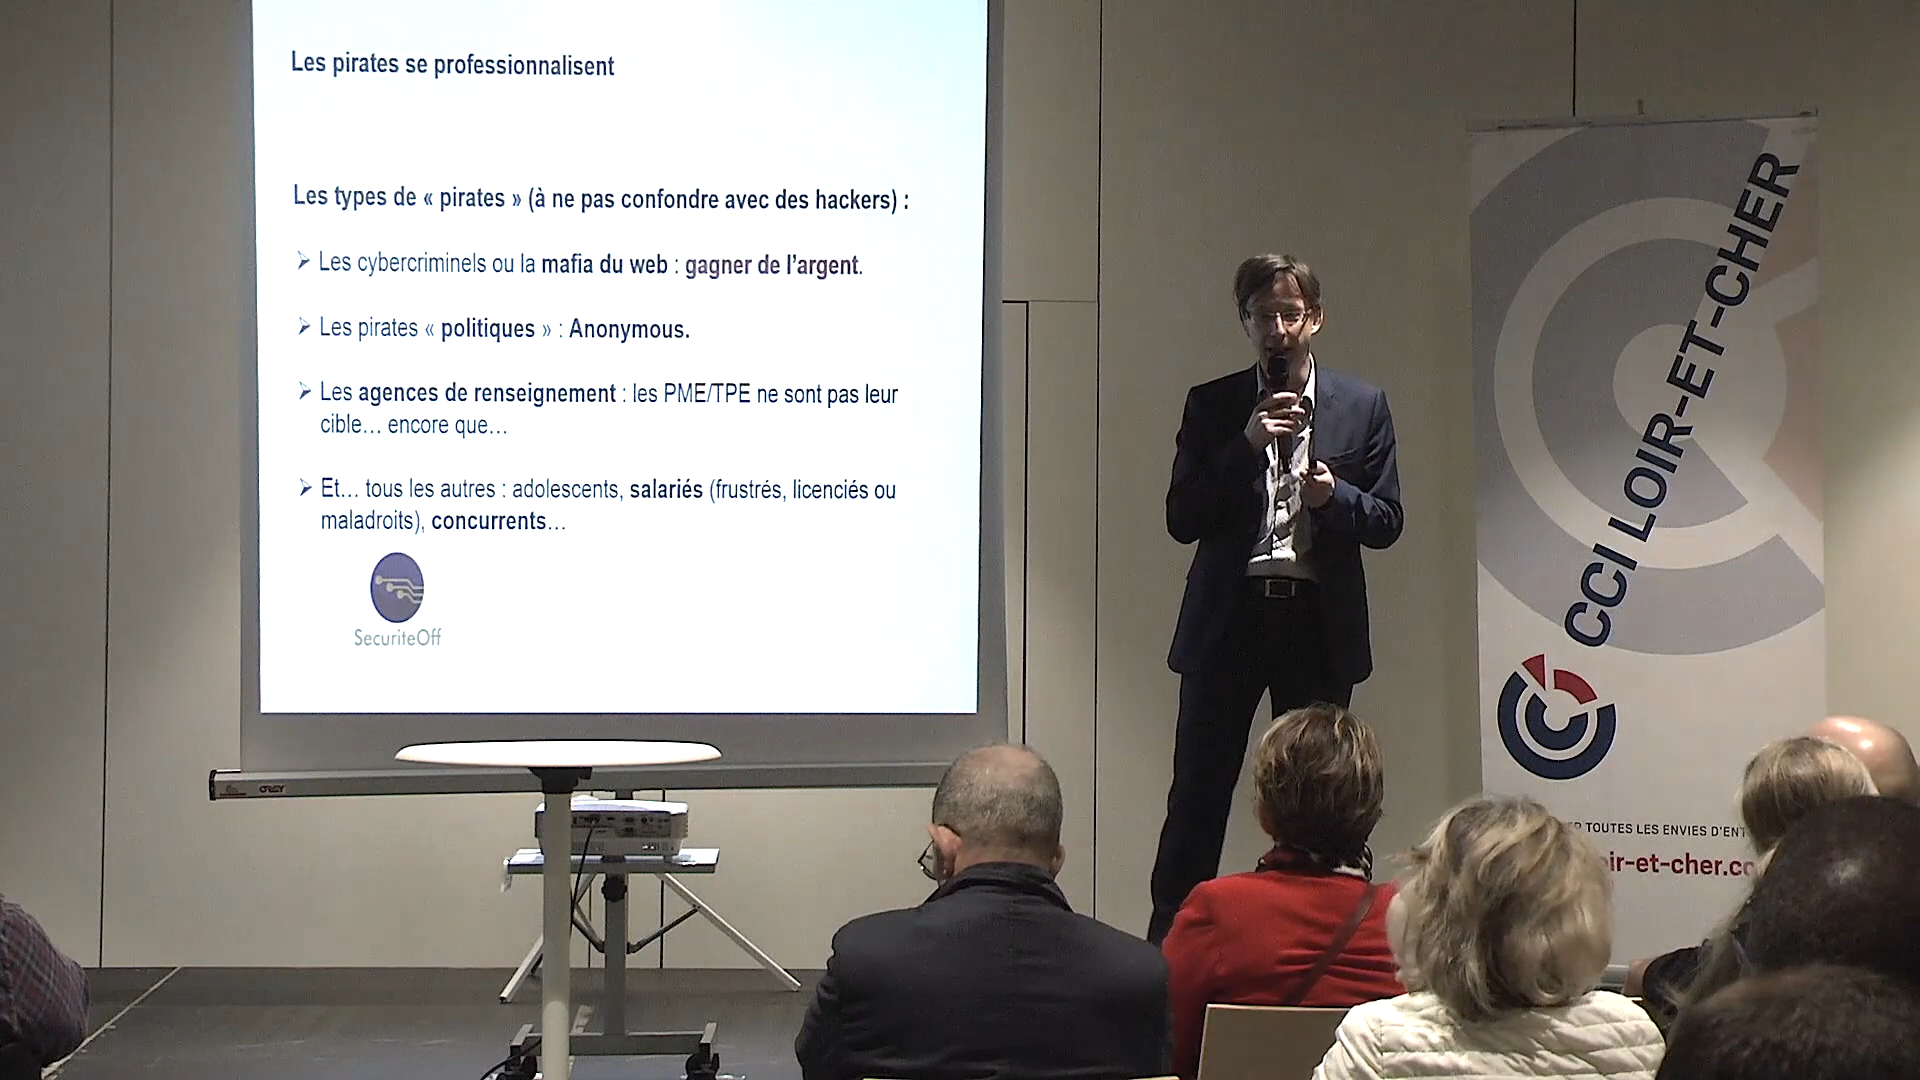 Les pirates se professionnalisent
Les types de « pirates » (à ne pas confondre avec des hackers) :
➢ Les cybercriminels ou la mafia du web : gagner de l’argent.
➢ Les pirates « politiques » : Anonymous.
➢ Les agences de renseignement : les PME/TPE ne sont pas leur
cible… encore que…
➢ Et… tous les autres : adolescents, salariés (frustrés, licenciés ou
maladroits), concurrents…
SecuriteOff
ORAY
CCI LOIR-ET-CHER
TOUTES LES ENVIES D'ENT
ir-et-cher.co